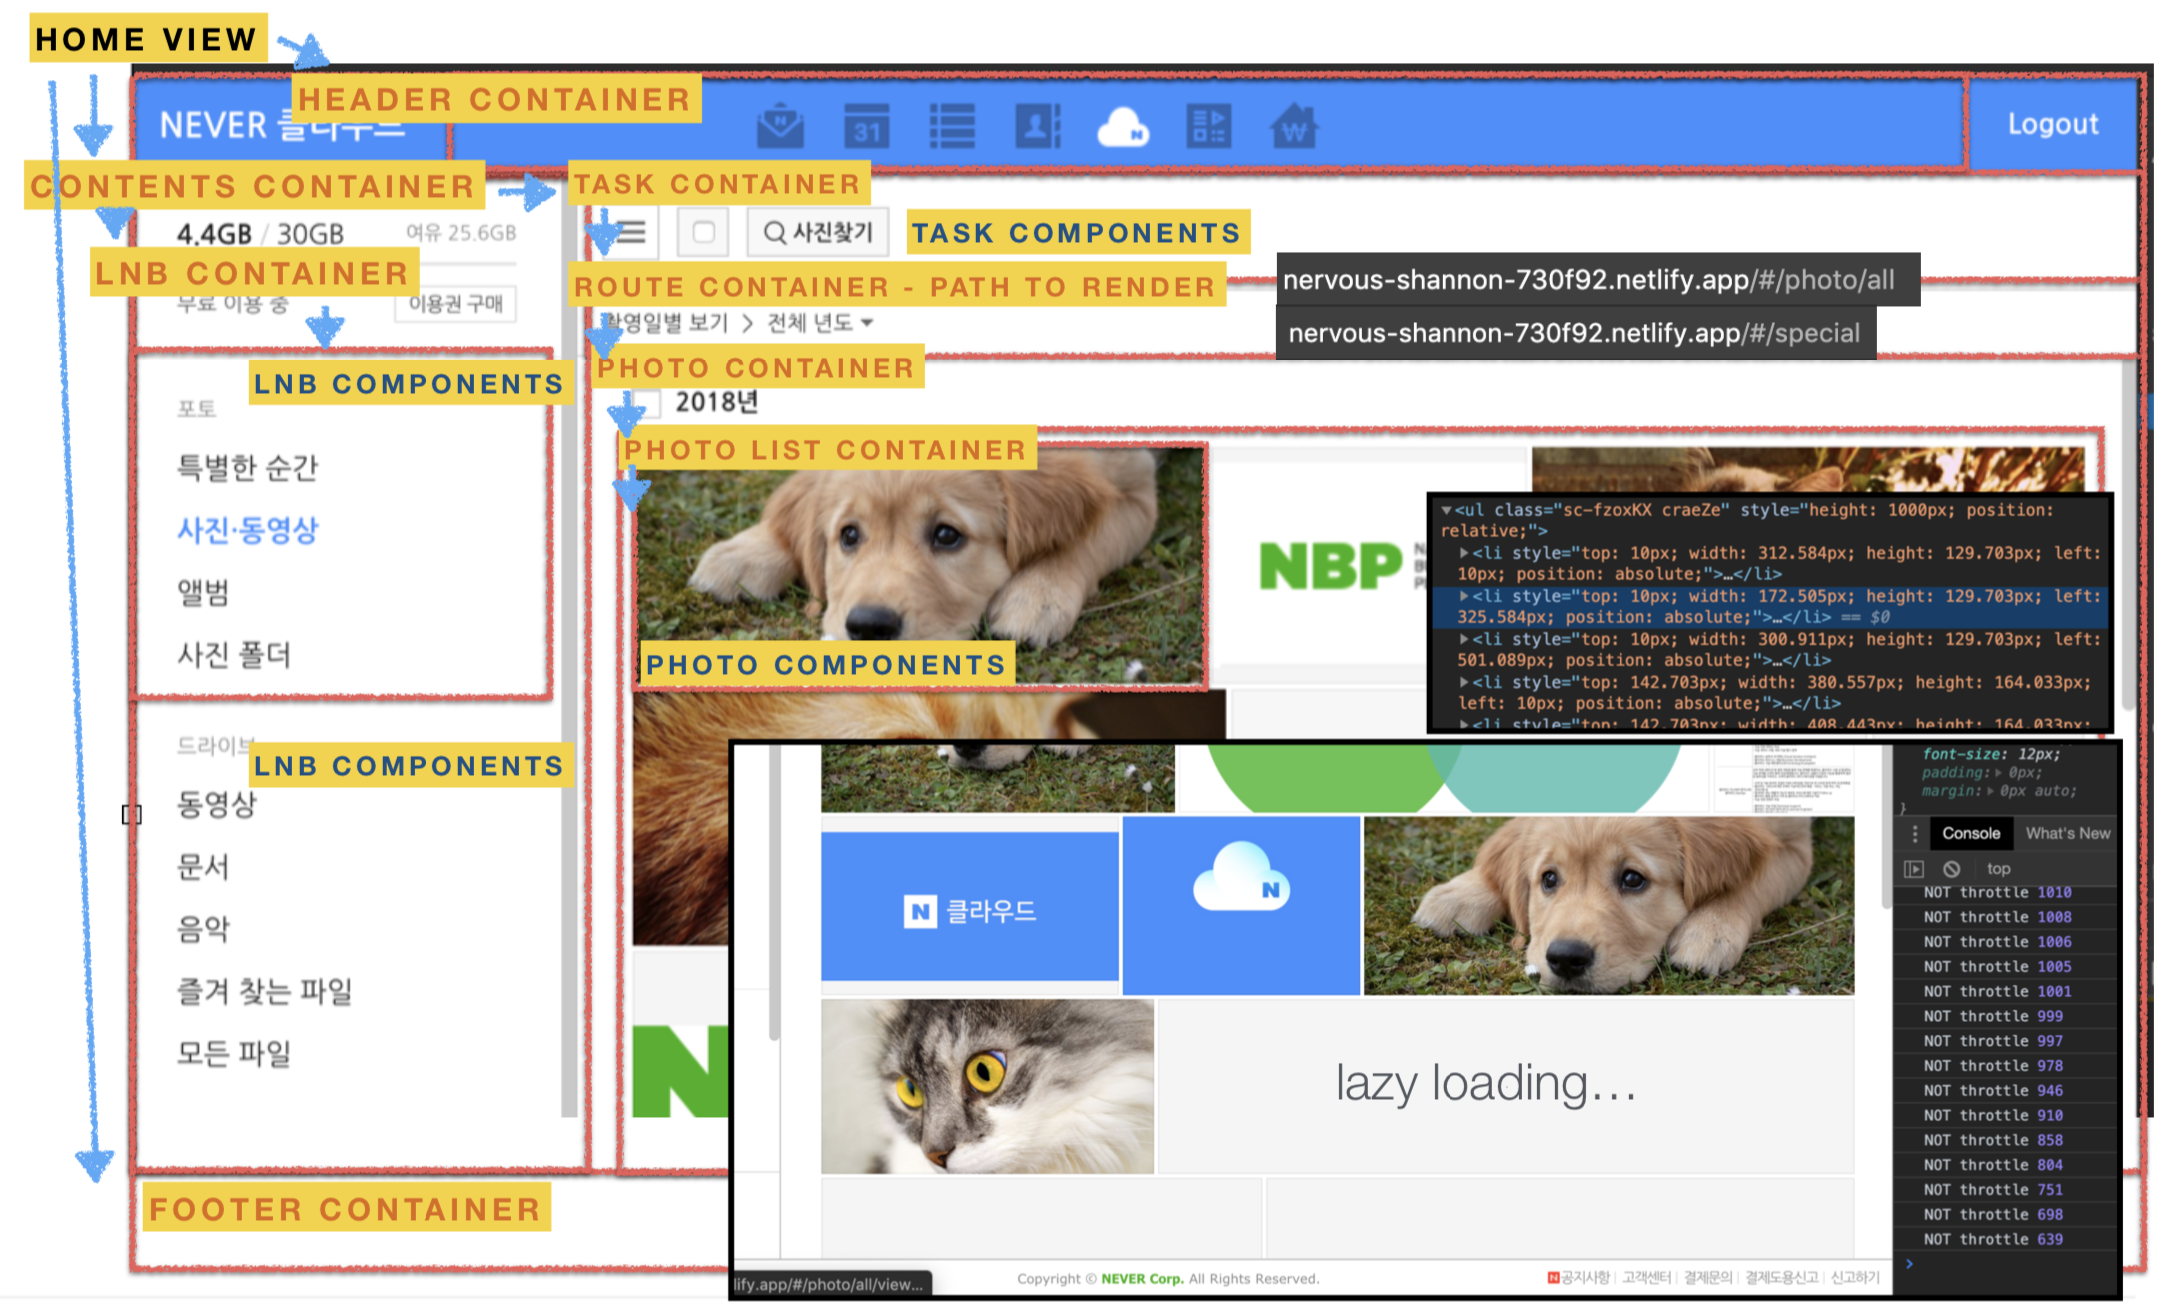 HOME VIEW
HEADER CONTAINER
NEVER 클라우드
31
Logout
CONTENTS CONTAINER
TASK CONTAINER
4.4GB / 30GB
여유 25.6GB
사진찾기
TASK COMPONENTS
LNB CONTAINER
무료 이용 중
이용권 구매
ROUTE CONTAINER - PATH TO RENDER
nervous-shannon-730f92.netlify.app/#/photo/all
촬영일별 보기 > 전체 년도
nervous-shannon-730f92.netlify.app/#/special
PHOTO CONTAINER
LNB COMPONENTS
포토
2018년
PHOTO LIST CONTAINER
특별한 순간
사진·동영상
앨범
사진 폴더
NBP
PHOTO COMPONENTS
<ul class="sc-fzoxKX craeZe" style="height: 1000px; position:
relative;">
<li style="top: 10px; width: 312.584px; height: 129.703px; left:
10px; position: absolute;">…</li>
<li style="top: 10px; width: 172.505px; height: 129.703px; left:
325.584px; position: absolute;">…</li> == $0
<li style="top: 10px; width: 300.911px; height: 129.703px; left:
501.089px; position: absolute;">…</li>
<li style="top: 142.703px; width: 380.557px; height: 164.033px;
left: 10px; position: absolute;">…</li>
<li style="top: 142.703px; width: 408.443px; height: 164.033px;
드라이브
LNB COMPONENTS
동영상
문서
음악
즐겨 찾는 파일
모든 파일
FOOTER CONTAINER
font-size: 12px;
padding: 0px;
margin: 0px auto;
}
Console What's New
top
N 클라우드
N
lazy loading...
NOT throttle 1010
NOT throttle 1008
NOT throttle 1006
NOT throttle 1005
NOT throttle 1001
NOT throttle 999
NOT throttle 997
NOT throttle 978
NOT throttle 946
NOT throttle 910
NOT throttle 858
NOT throttle 804
NOT throttle 751
NOT throttle 698
NOT throttle 639
>
lify.app/#/photo/all/view...
Copyright © NEVER Corp. All Rights Reserved.
N 공지사항 | 고객센터 | 결제문의 | 결제도용신고 | 신고하기